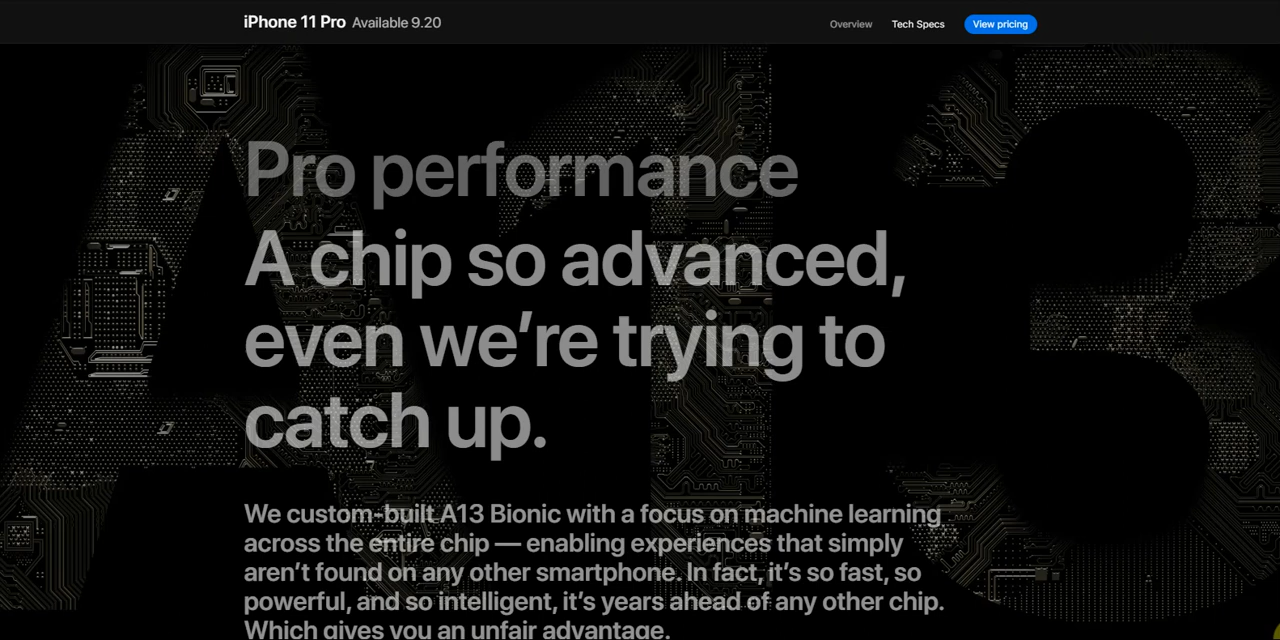 iPhone 11 Pro Available 9.20
Overview Tech Specs View pricing
A13
Pro performance
A chip so advanced,
even we’re trying to
catch up.
We custom-built A13 Bionic with a focus on machine learning
across the entire chip — enabling experiences that simply
aren’t found on any other smartphone. In fact, it’s so fast, so
powerful, and so intelligent, it’s years ahead of any other chip.
Which gives you an unfair advantage.